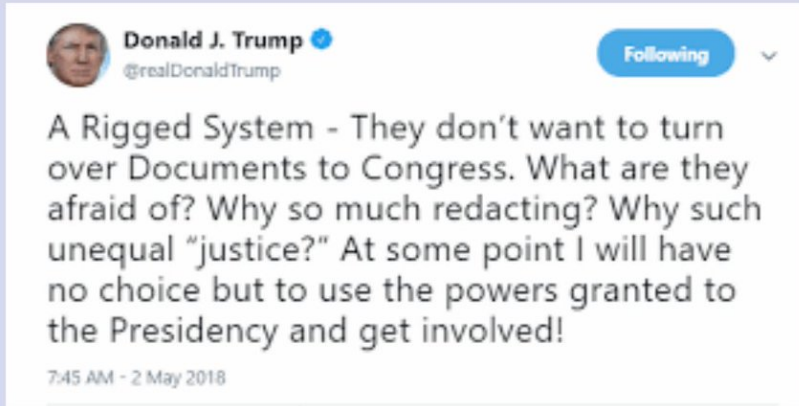 Donald J. Trump
@realDonaldTrump
Following
A Rigged System - They don't want to turn
over Documents to Congress. What are they
afraid of? Why so much redacting? Why such
unequal "justice?" At some point I will have
no choice but to use the powers granted to
the Presidency and get involved!
7:45 AM - 2 May 2018